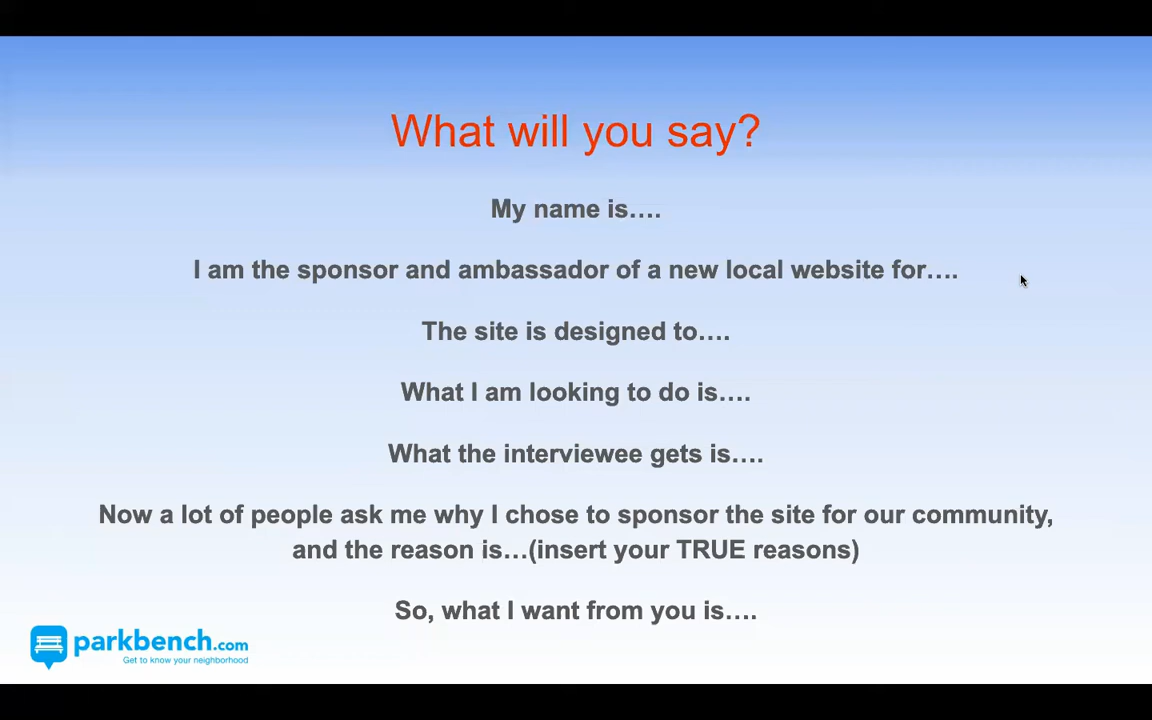 What will you say?
My name is….
I am the sponsor and ambassador of a new local website for….
The site is designed to….
What I am looking to do is….
What the interviewee gets is….
Now a lot of people ask me why I chose to sponsor the site for our community,
and the reason is…(insert your TRUE reasons)
So, what I want from you is….
parkbench.com
Get to know your neighborhood